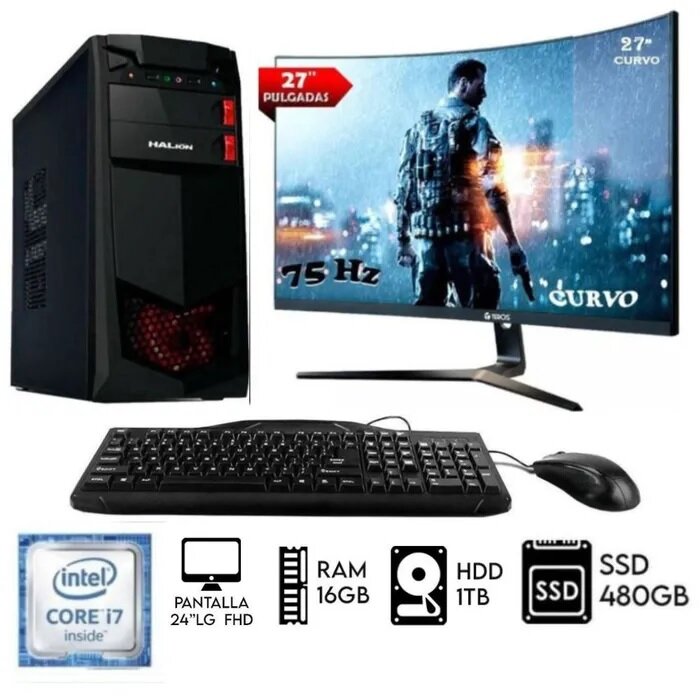 HALION
27"
PULGADAS
27"
CURVO
75 Hz
CURVO
TEROS
intel
CORE i7
inside
PANTALLA
24"LG FHD
RAM
16GB
HDD
1TB
SSD
SSD
480GB